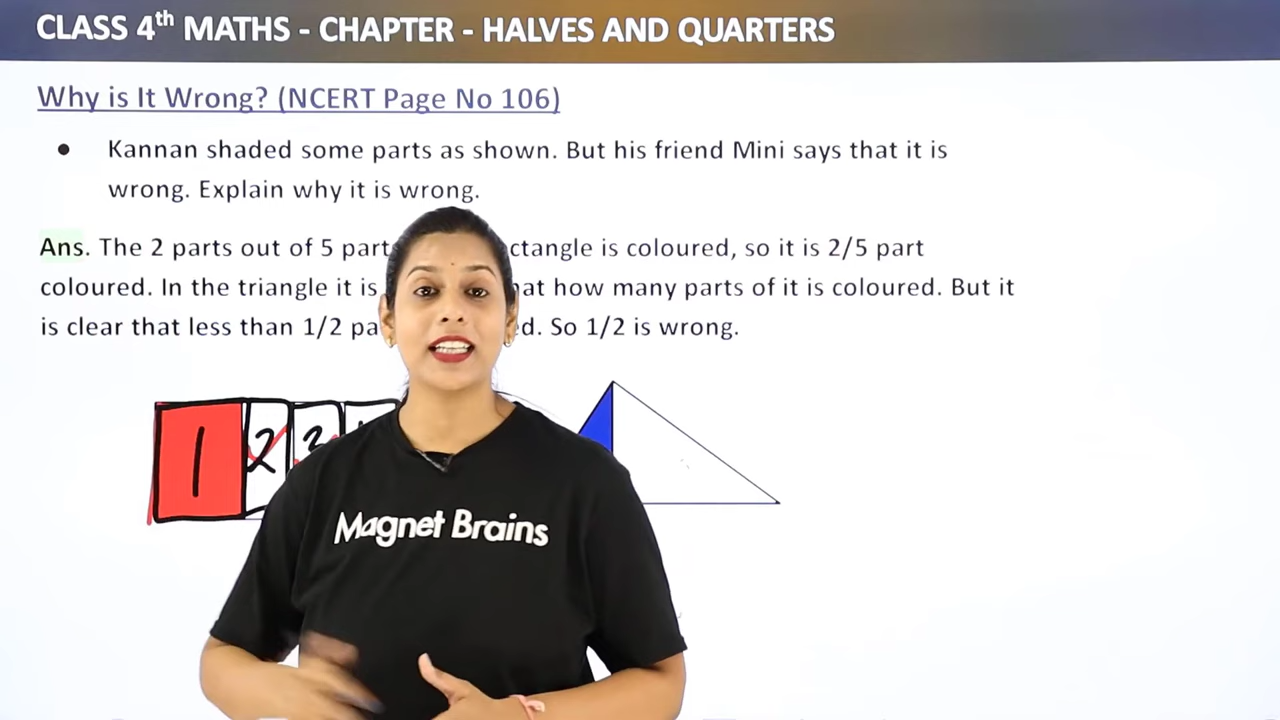 CLASS 4th MATHS - CHAPTER - HALVES AND QUARTERS
Why is It Wrong? (NCERT Page No 106)
● Kannan shaded some parts as shown. But his friend Mini says that it is
wrong. Explain why it is wrong.
Ans. The 2 parts out of 5 is coloured, so it is 2/5 part
coloured. In the triangle it is how many parts of it is coloured. But it
is clear that less than 1/2 So 1/2 is wrong.
1 2 3
Magnet Brains